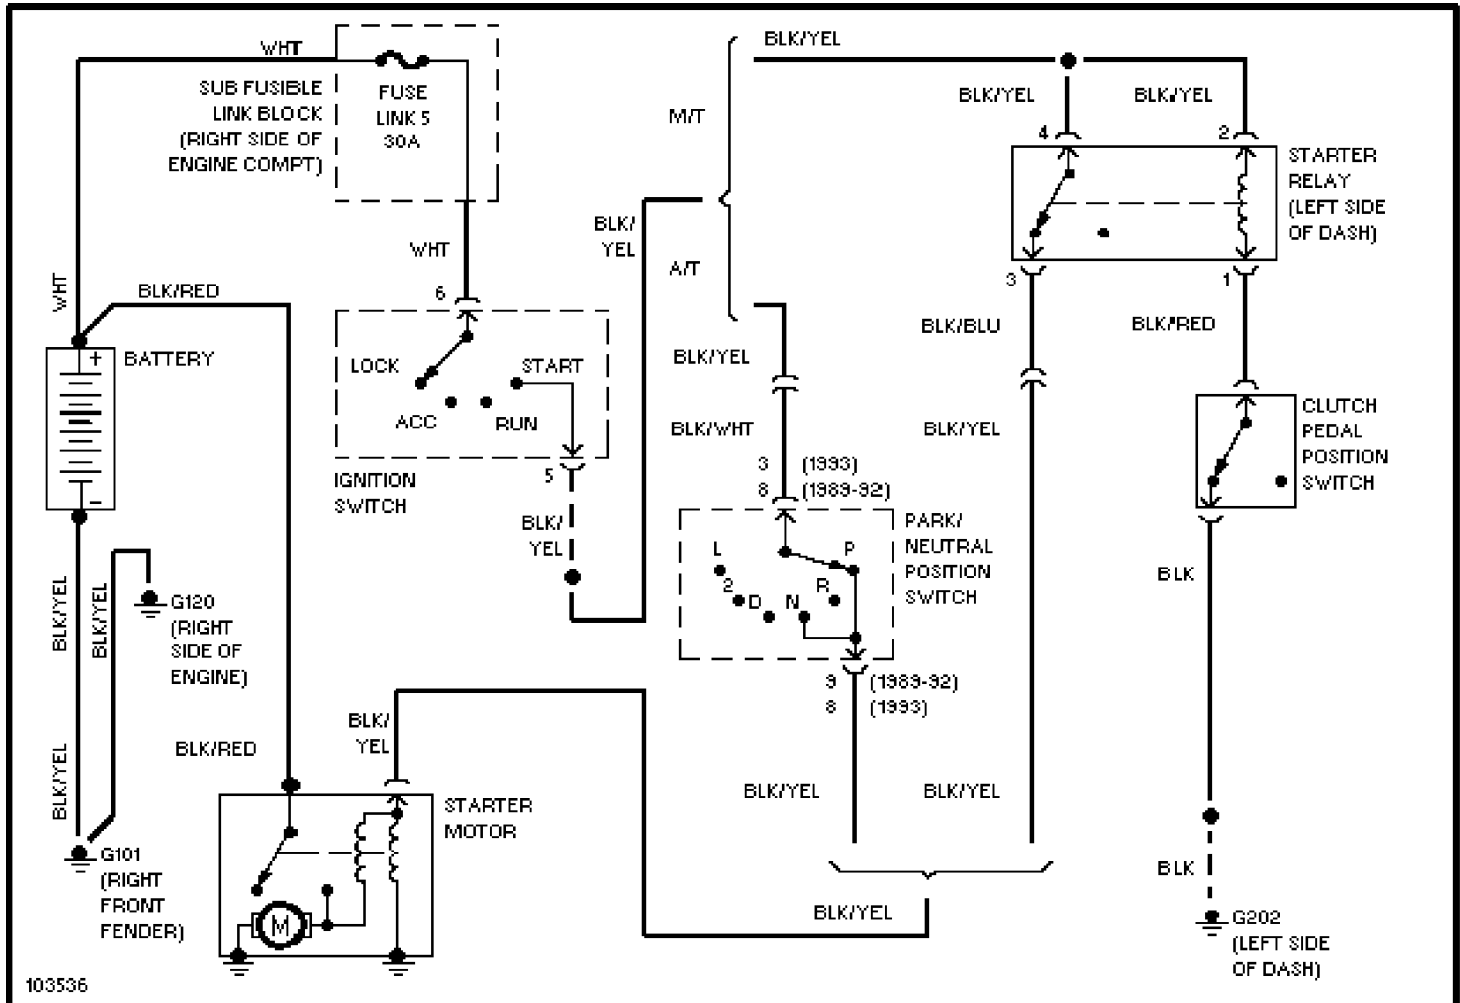 WHT
SUB FUSIBLE
LINK BLOCK
(RIGHT SIDE OF
ENGINE COMPT)
FUSE
LINK 5
30A
WHT
WHT
BLK/RED
BATTERY
+
-
6
LOCK
START
ACC
RUN
IGNITION
SWITCH
5
BLK/
YEL
BLK/
YEL
M/T
A/T
BLK/YEL
BLK/YEL
BLK/YEL
4
2
STARTER
RELAY
(LEFT SIDE
OF DASH)
3
1
BLK/BLU
BLK/RED
BLK/YEL
BLK/WHT
BLK/YEL
3 (1993)
8 (1989-92)
CLUTCH
PEDAL
POSITION
SWITCH
PARK/
NEUTRAL
POSITION
SWITCH
L
2
D
N
R
P
9 (1989-92)
8 (1993)
BLK
BLK/YEL
BLK/YEL
G120
(RIGHT
SIDE OF
ENGINE)
BLK/YEL
BLK/RED
BLK/
YEL
STARTER
MOTOR
M
BLK/YEL
BLK/YEL
BLK/YEL
G101
(RIGHT
FRONT
FENDER)
BLK
G202
(LEFT SIDE
OF DASH)
103536